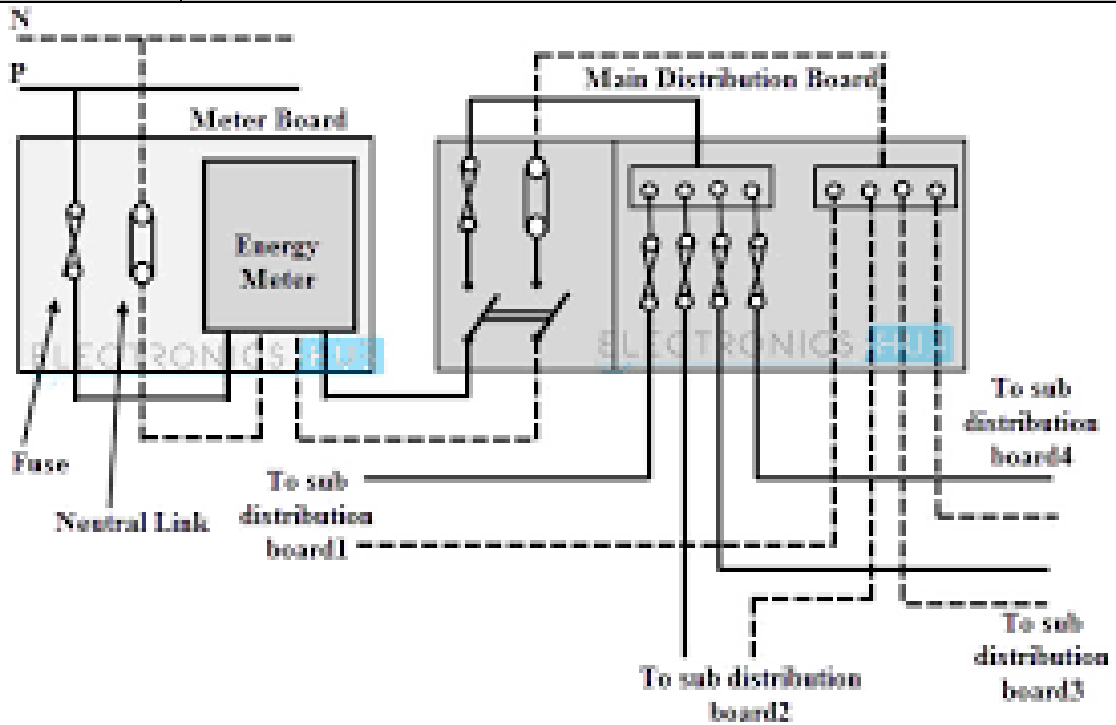 N
P
Main Distribution Board
Meter Board
Energy
Meter
ELECTRONICS HUB
ELECTRONICS HUB
Fuse
Neutral Link
To sub
distribution
board1
To sub
distribution
board4
To sub distribution
board2
To sub
distribution
board3